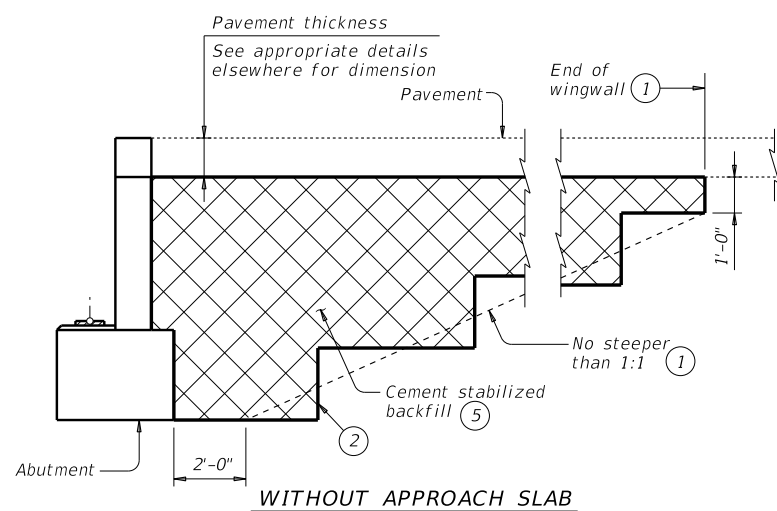 Pavement thickness
See appropriate details
elsewhere for dimension
Pavement
End of
wingwall 1
1'-0"
No steeper
than 1:1 1
Cement stabilized
backfill 5
2
2'-0"
Abutment
WITHOUT APPROACH SLAB